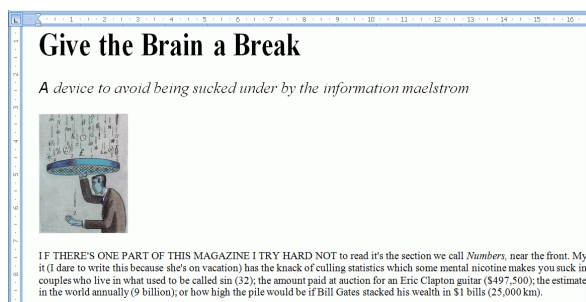 Give the Brain a Break
A device to avoid being sucked under by the information maelstrom
I F THERE'S ONE PART OF THIS MAGAZINE I TRY HARD NOT to read it's the section we call Numbers, near the front. My
it (I dare to write this because she's on vacation) has the knack of culling statistics which some mental nicotine makes you suck in
couples who live in what used to be called sin (32); the amount paid at auction for an Eric Clapton guitar ($497,500); the estimat
in the world annually (9 billion); or how high the pile would be if Bill Gates stacked his wealth in $1 bills (25,000 km).